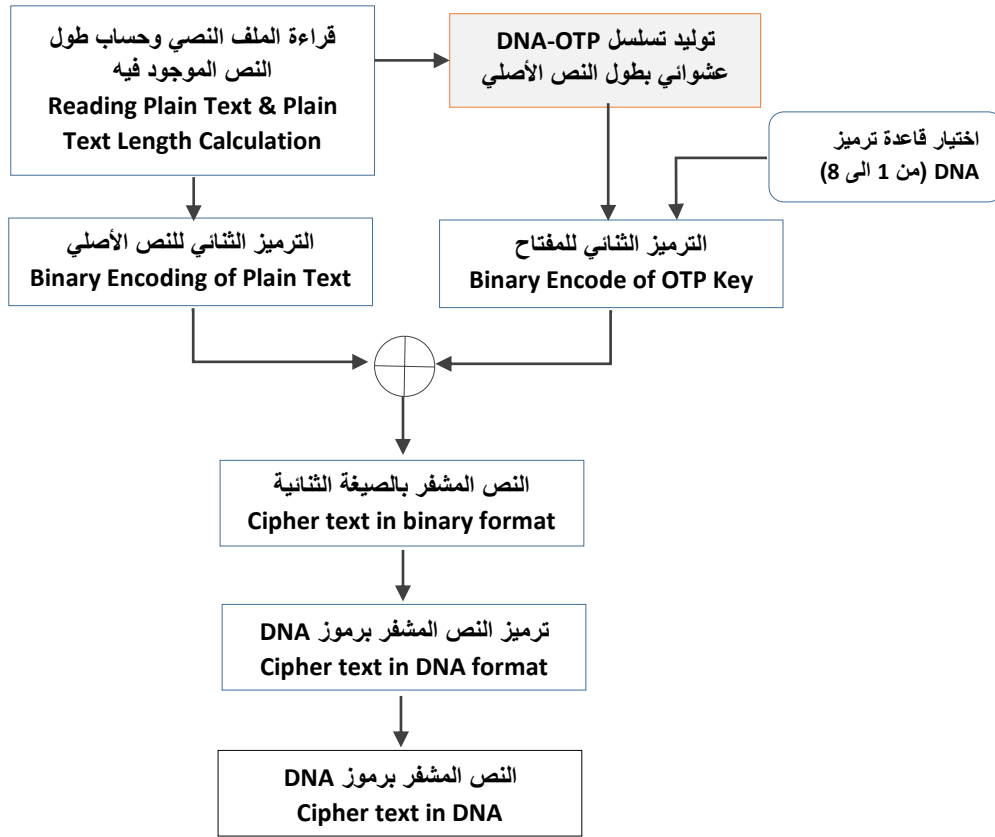 قراءة الملف النصي وحساب طول
النص الموجود فيه
Reading Plain Text & Plain
Text Length Calculation
توليد تسلسل DNA-OTP
عشوائي بطول النص الأصلي
اختيار قاعدة ترميز
DNA (من 1 الى 8)
الترميز الثنائي للنص الأصلي
Binary Encoding of Plain Text
الترميز الثنائي للمفتاح
Binary Encode of OTP Key
النص المشفر بالصيغة الثنائية
Cipher text in binary format
ترميز النص المشفر برموز DNA
Cipher text in DNA format
النص المشفر برموز DNA
Cipher text in DNA